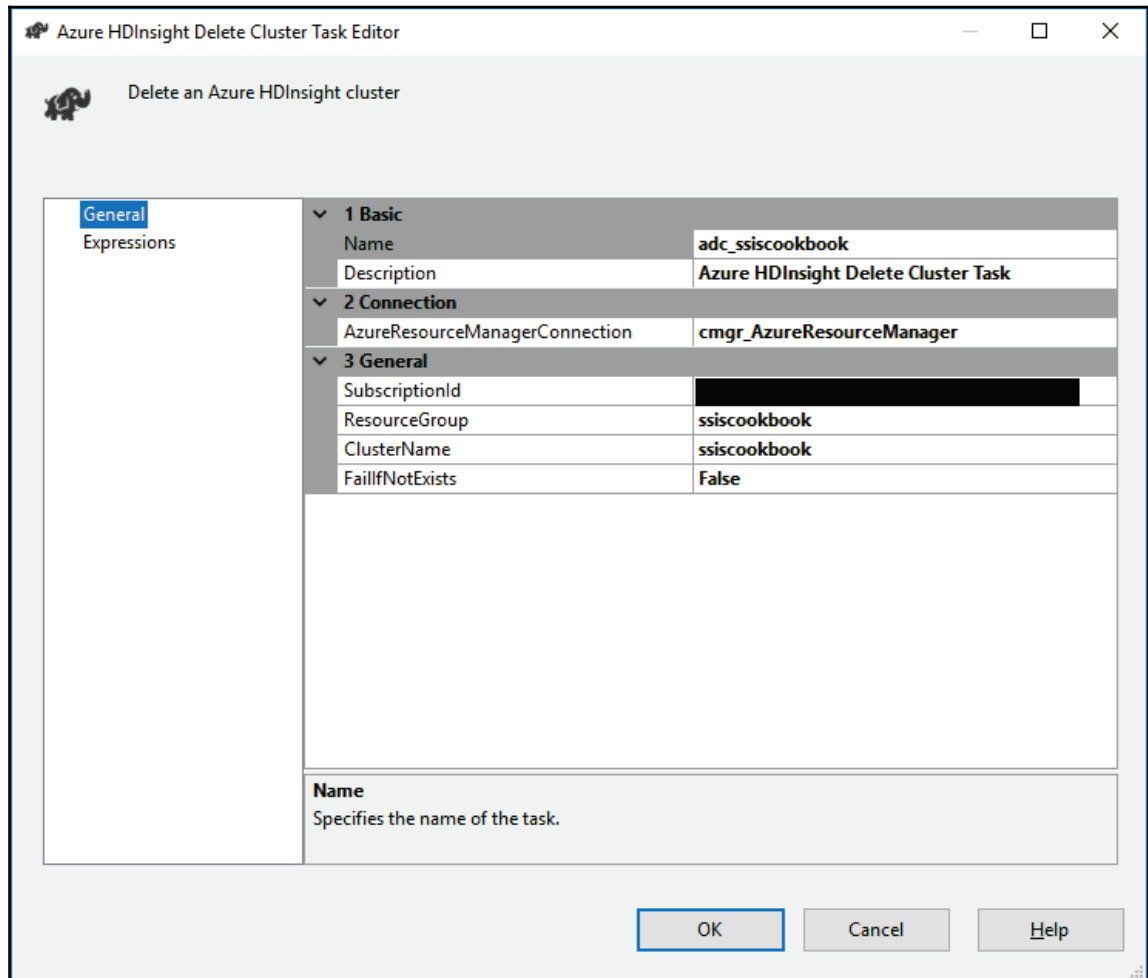 Azure HDInsight Delete Cluster Task Editor
Delete an Azure HDInsight cluster
General
Expressions
1 Basic
Name adc_ssiscookbook
Description Azure HDInsight Delete Cluster Task
2 Connection
AzureResourceManagerConnection cmgr_AzureResourceManager
3 General
SubscriptionId
ResourceGroup ssiscookbook
ClusterName ssiscookbook
FailIfNotExists False
Name
Specifies the name of the task.
OK Cancel Help